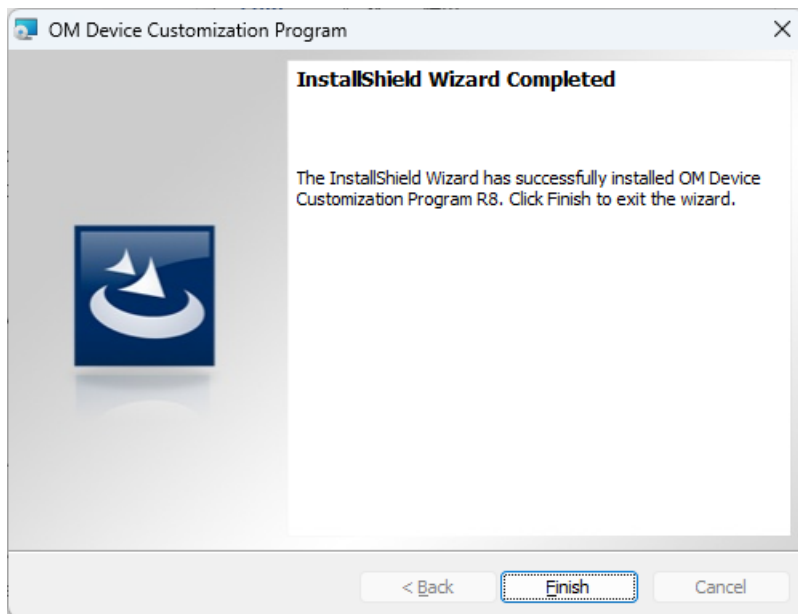 OM Device Customization Program
InstallShield Wizard Completed
The InstallShield Wizard has successfully installed OM Device
Customization Program R8. Click Finish to exit the wizard.
< Back
Finish
Cancel